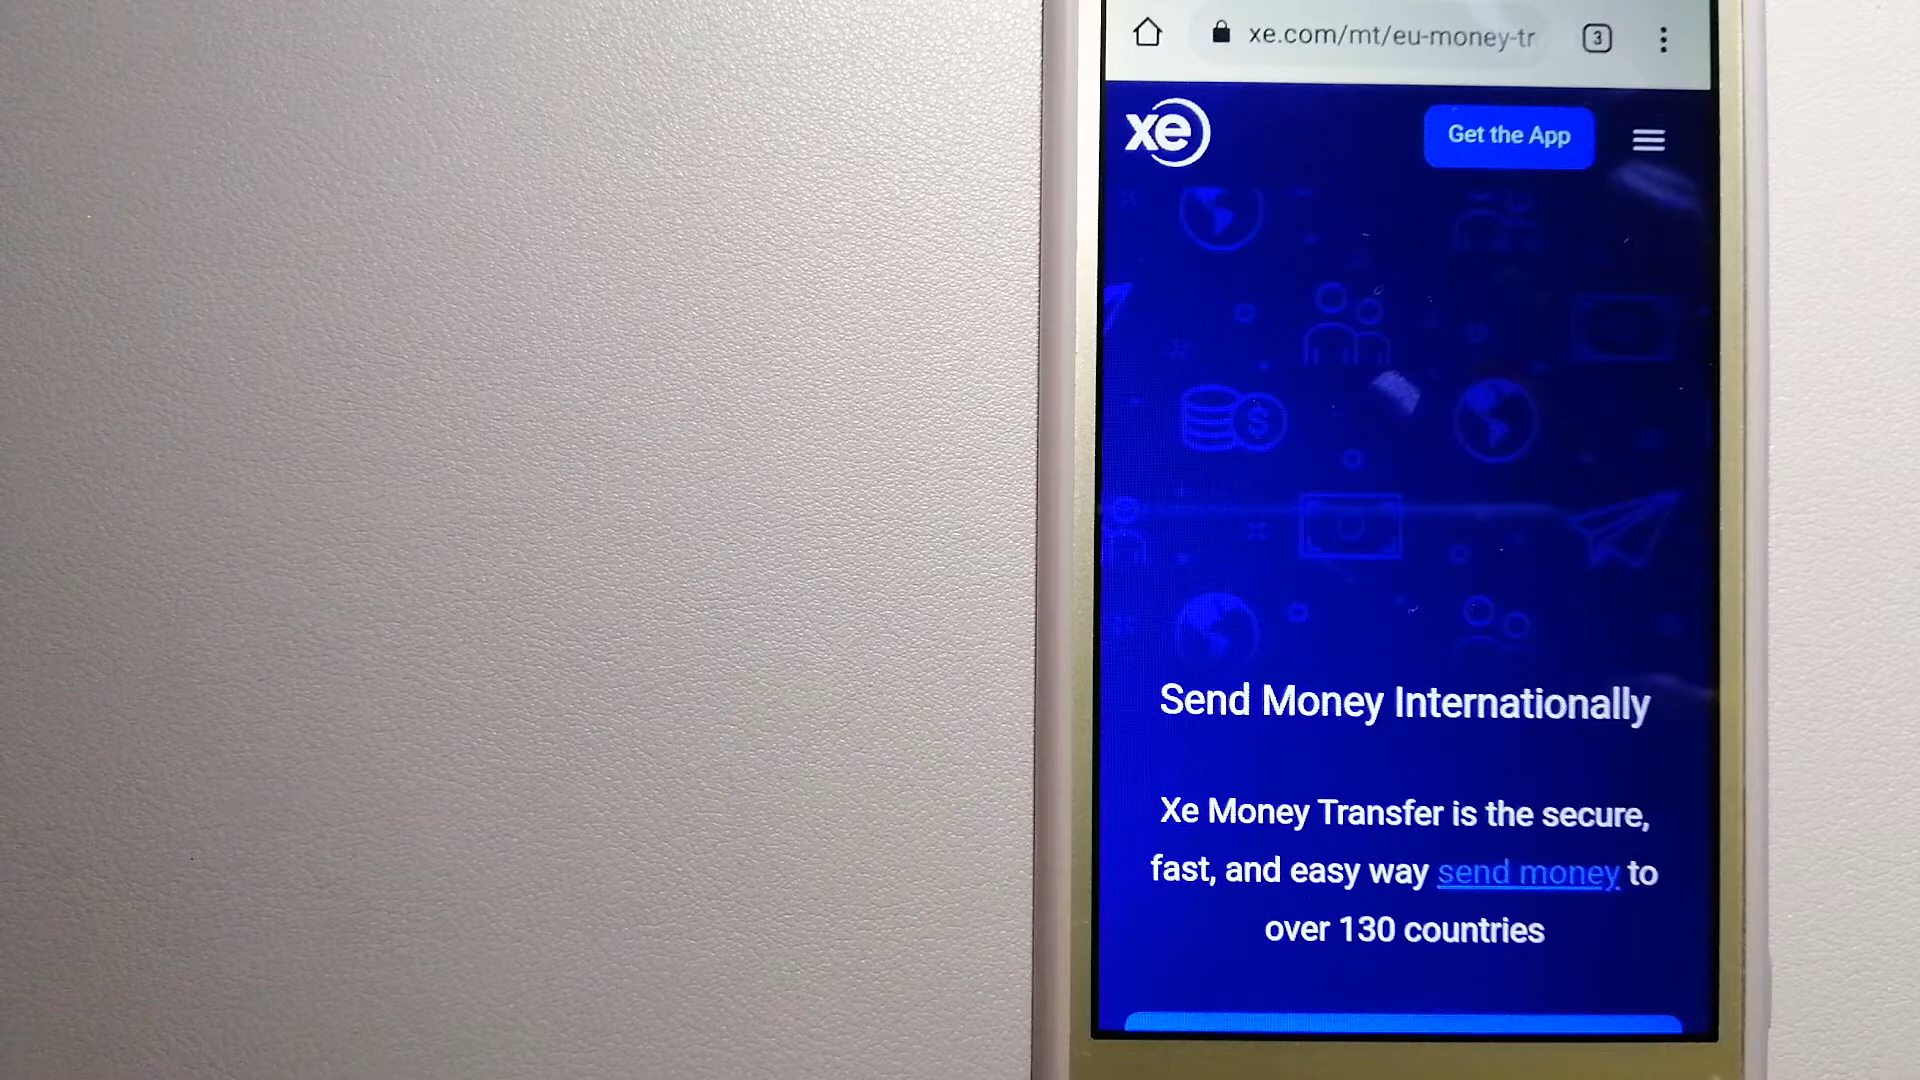 xe.com/mt/eu-money-tr
3
xe
Get the App
Send Money Internationally
Xe Money Transfer is the secure,
fast, and easy way send money to
over 130 countries